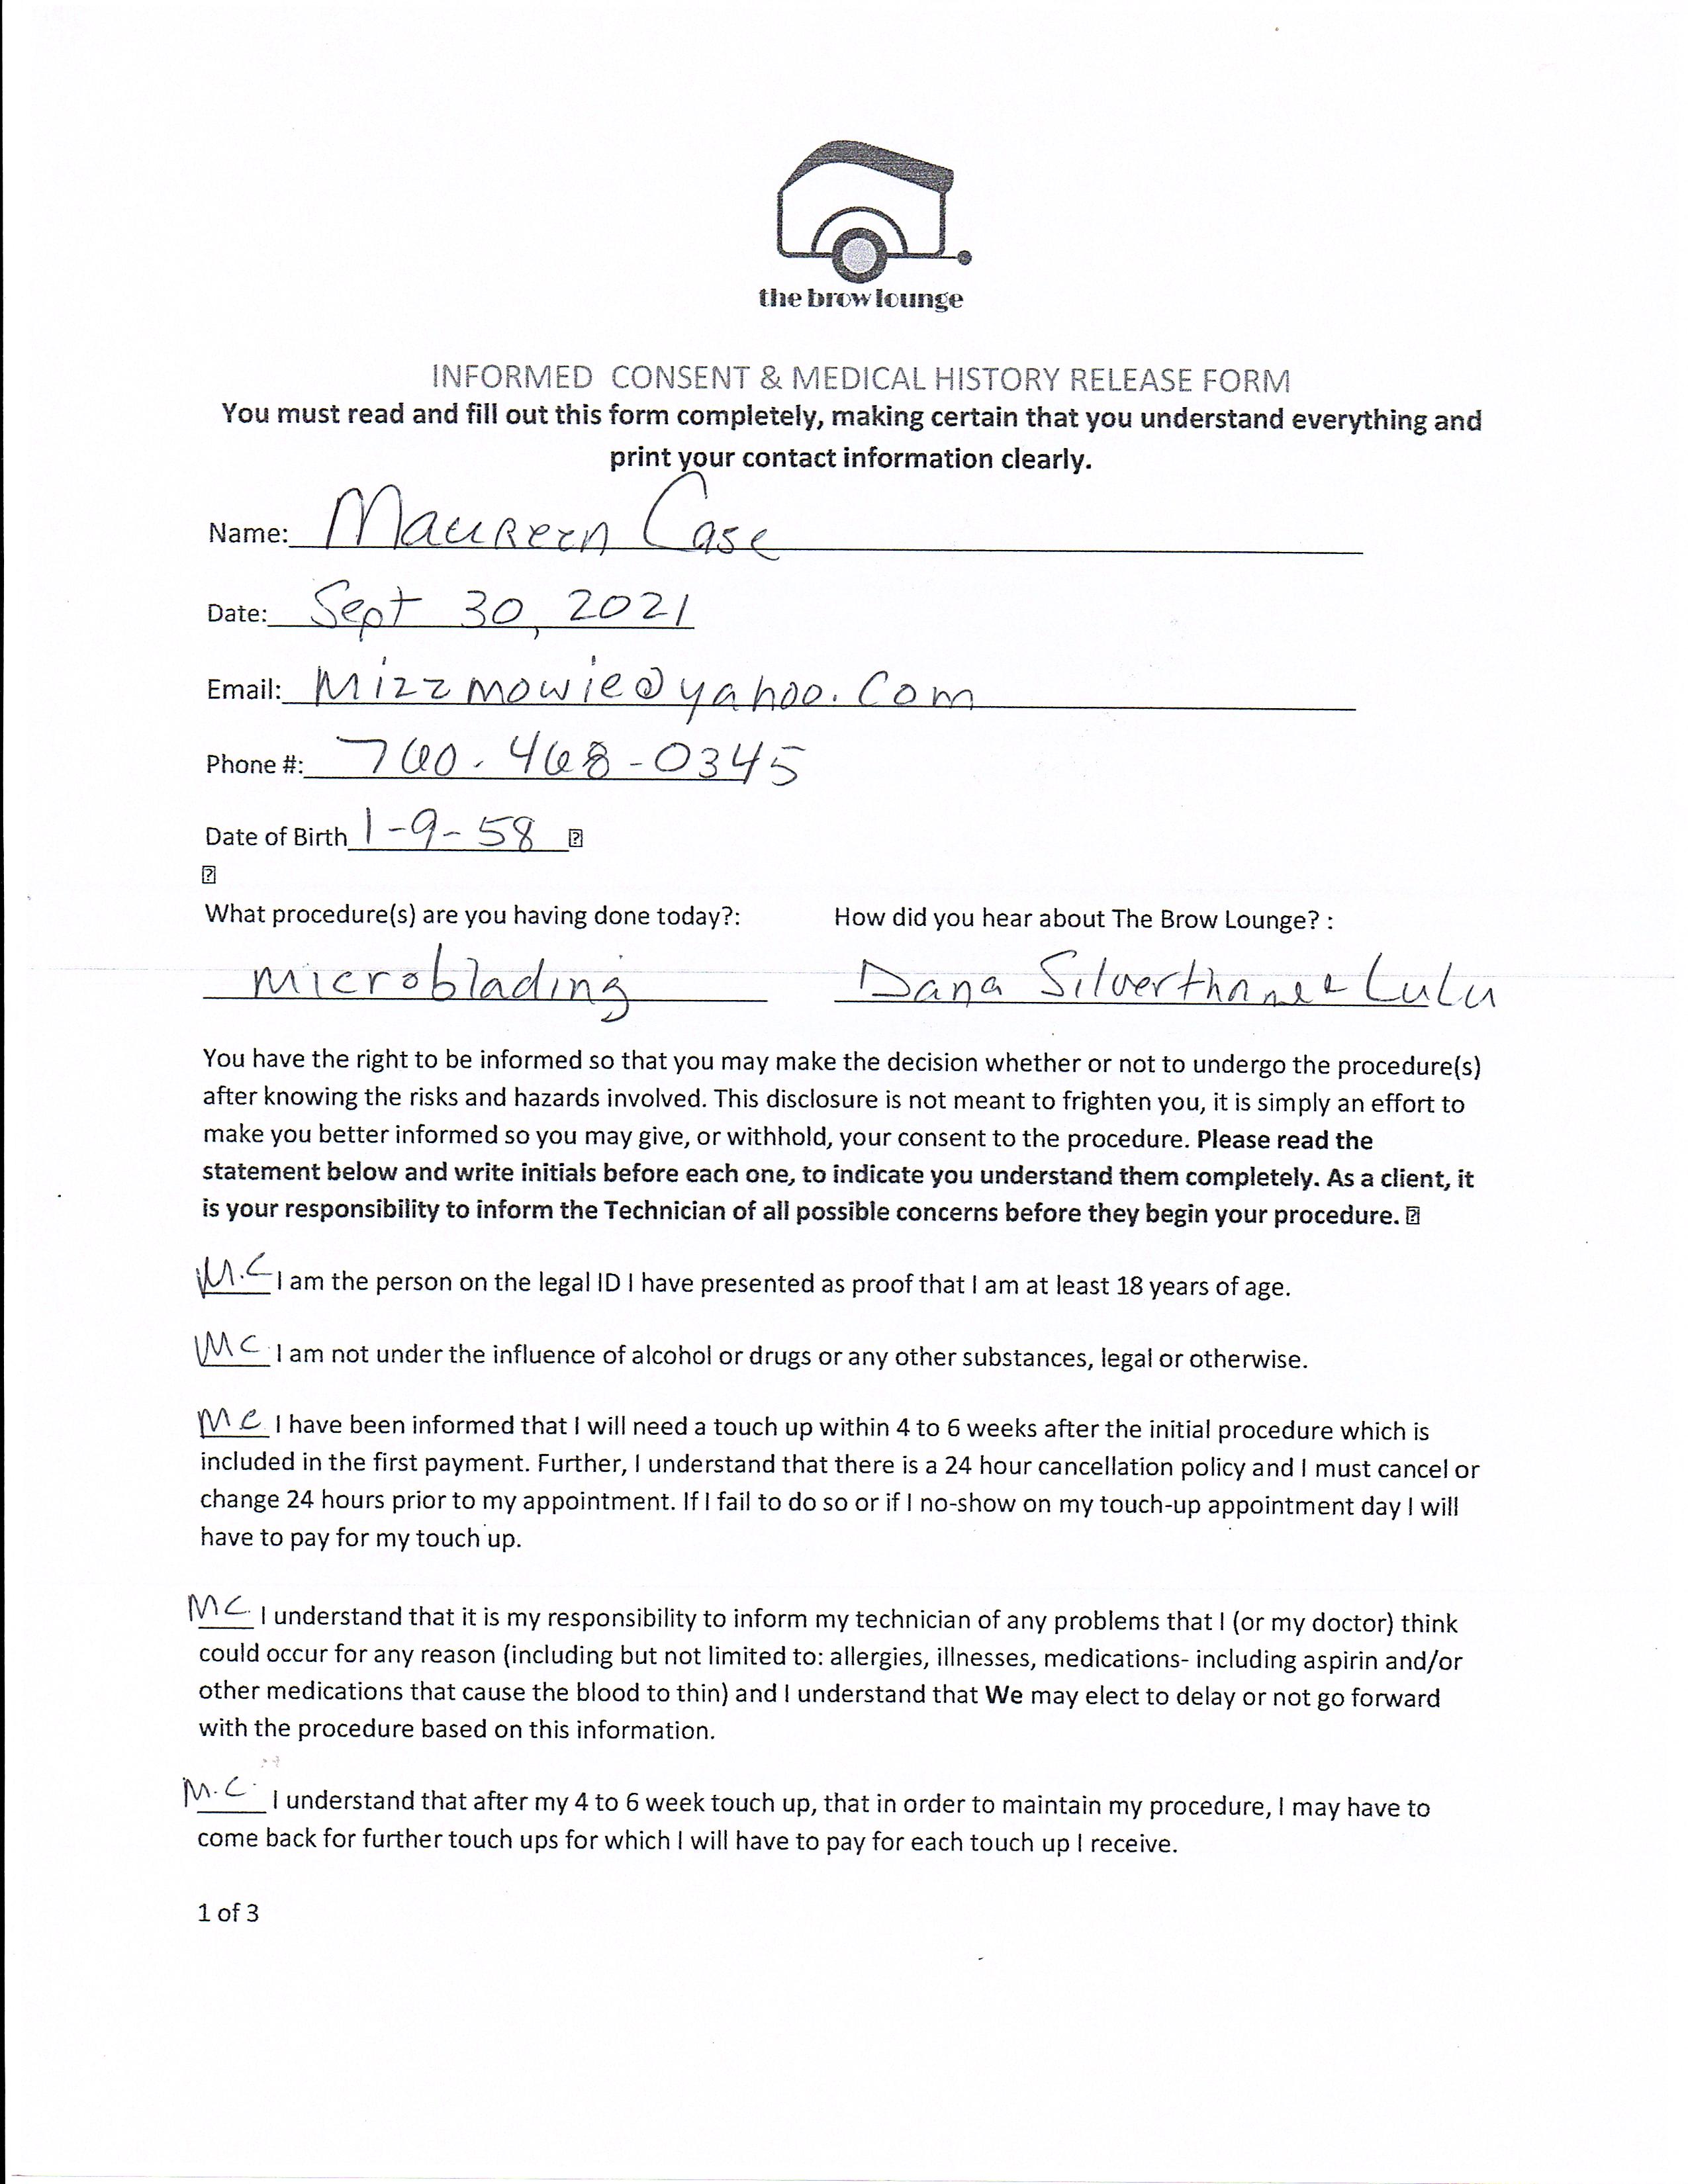 the brow lounge
INFORMED CONSENT & MEDICAL HISTORY RELEASE FORM
You must read and fill out this form completely, making certain that you understand everything and
print your contact information clearly.
Name: Maureen Case
Date: Sept 30, 2021
Email: Mizzmowie@yahoo.com
Phone #: 760-468-0345
Date of Birth 1-9-58
What procedure(s) are you having done today?: How did you hear about The Brow Lounge? :
Microblading Dana Silverthorne & LuLu
You have the right to be informed so that you may make the decision whether or not to undergo the procedure(s)
after knowing the risks and hazards involved. This disclosure is not meant to frighten you, it is simply an effort to
make you better informed so you may give, or withhold, your consent to the procedure. Please read the
statement below and write initials before each one, to indicate you understand them completely. As a client, it
is your responsibility to inform the Technician of all possible concerns before they begin your procedure.
M.C I am the person on the legal ID I have presented as proof that I am at least 18 years of age.
MC I am not under the influence of alcohol or drugs or any other substances, legal or otherwise.
MC I have been informed that I will need a touch up within 4 to 6 weeks after the initial procedure which is
included in the first payment. Further, I understand that there is a 24 hour cancellation policy and I must cancel or
change 24 hours prior to my appointment. If I fail to do so or if I no-show on my touch-up appointment day I will
have to pay for my touch up.
MC. I understand that it is my responsibility to inform my technician of any problems that I (or my doctor) think
could occur for any reason (including but not limited to: allergies, illnesses, medications- including aspirin and/or
other medications that cause the blood to thin) and I understand that We may elect to delay or not go forward
with the procedure based on this information.
M.C. I understand that after my 4 to 6 week touch up, that in order to maintain my procedure, I may have to
come back for further touch ups for which I will have to pay for each touch up I receive.
1 of 3